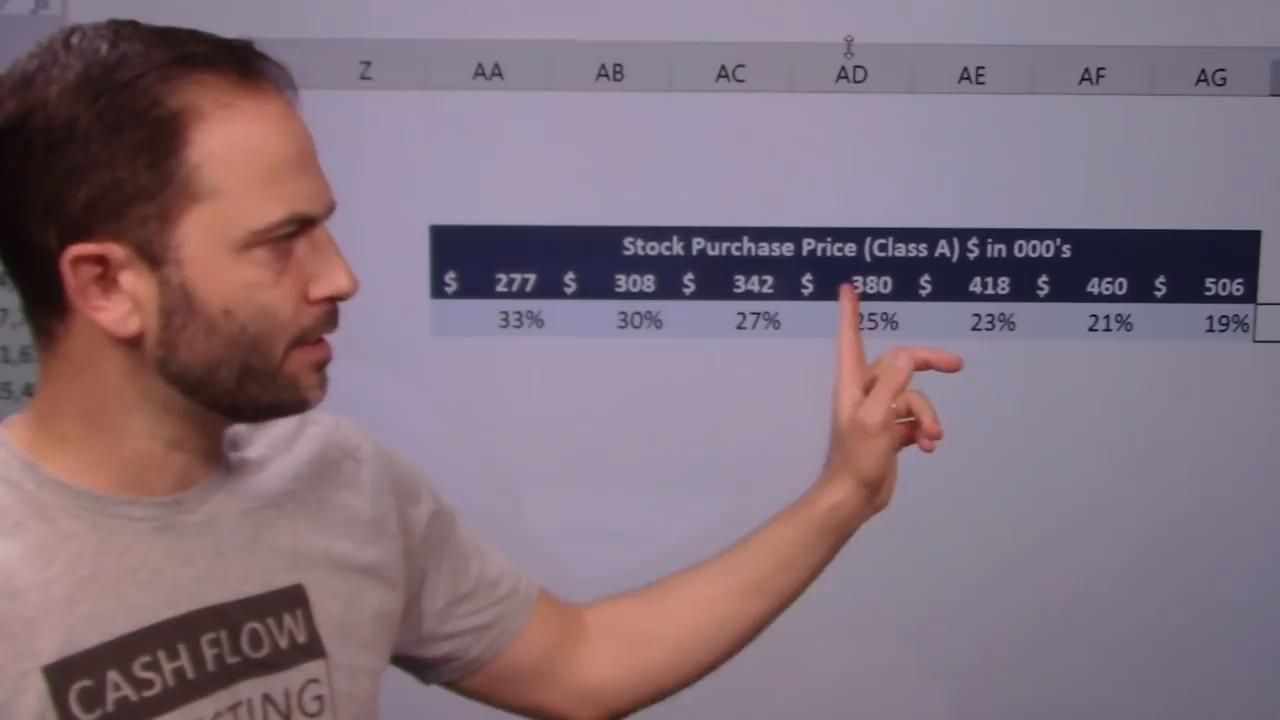 Z AA AB AC AD AE AF AG
Stock Purchase Price (Class A) $ in 000's
$ 277 $ 308 $ 342 $ 380 $ 418 $ 460 $ 506
33% 30% 27% 25% 23% 21% 19%
CASH FLOW